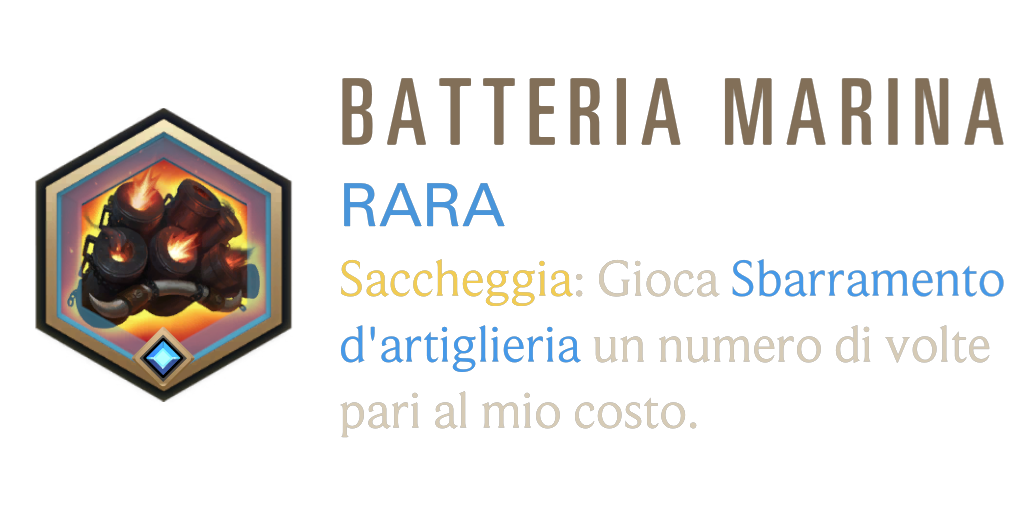 BATTERIA MARINA
RARA
Saccheggia: Gioca Sbarramento
d'artiglieria un numero di volte
pari al mio costo.